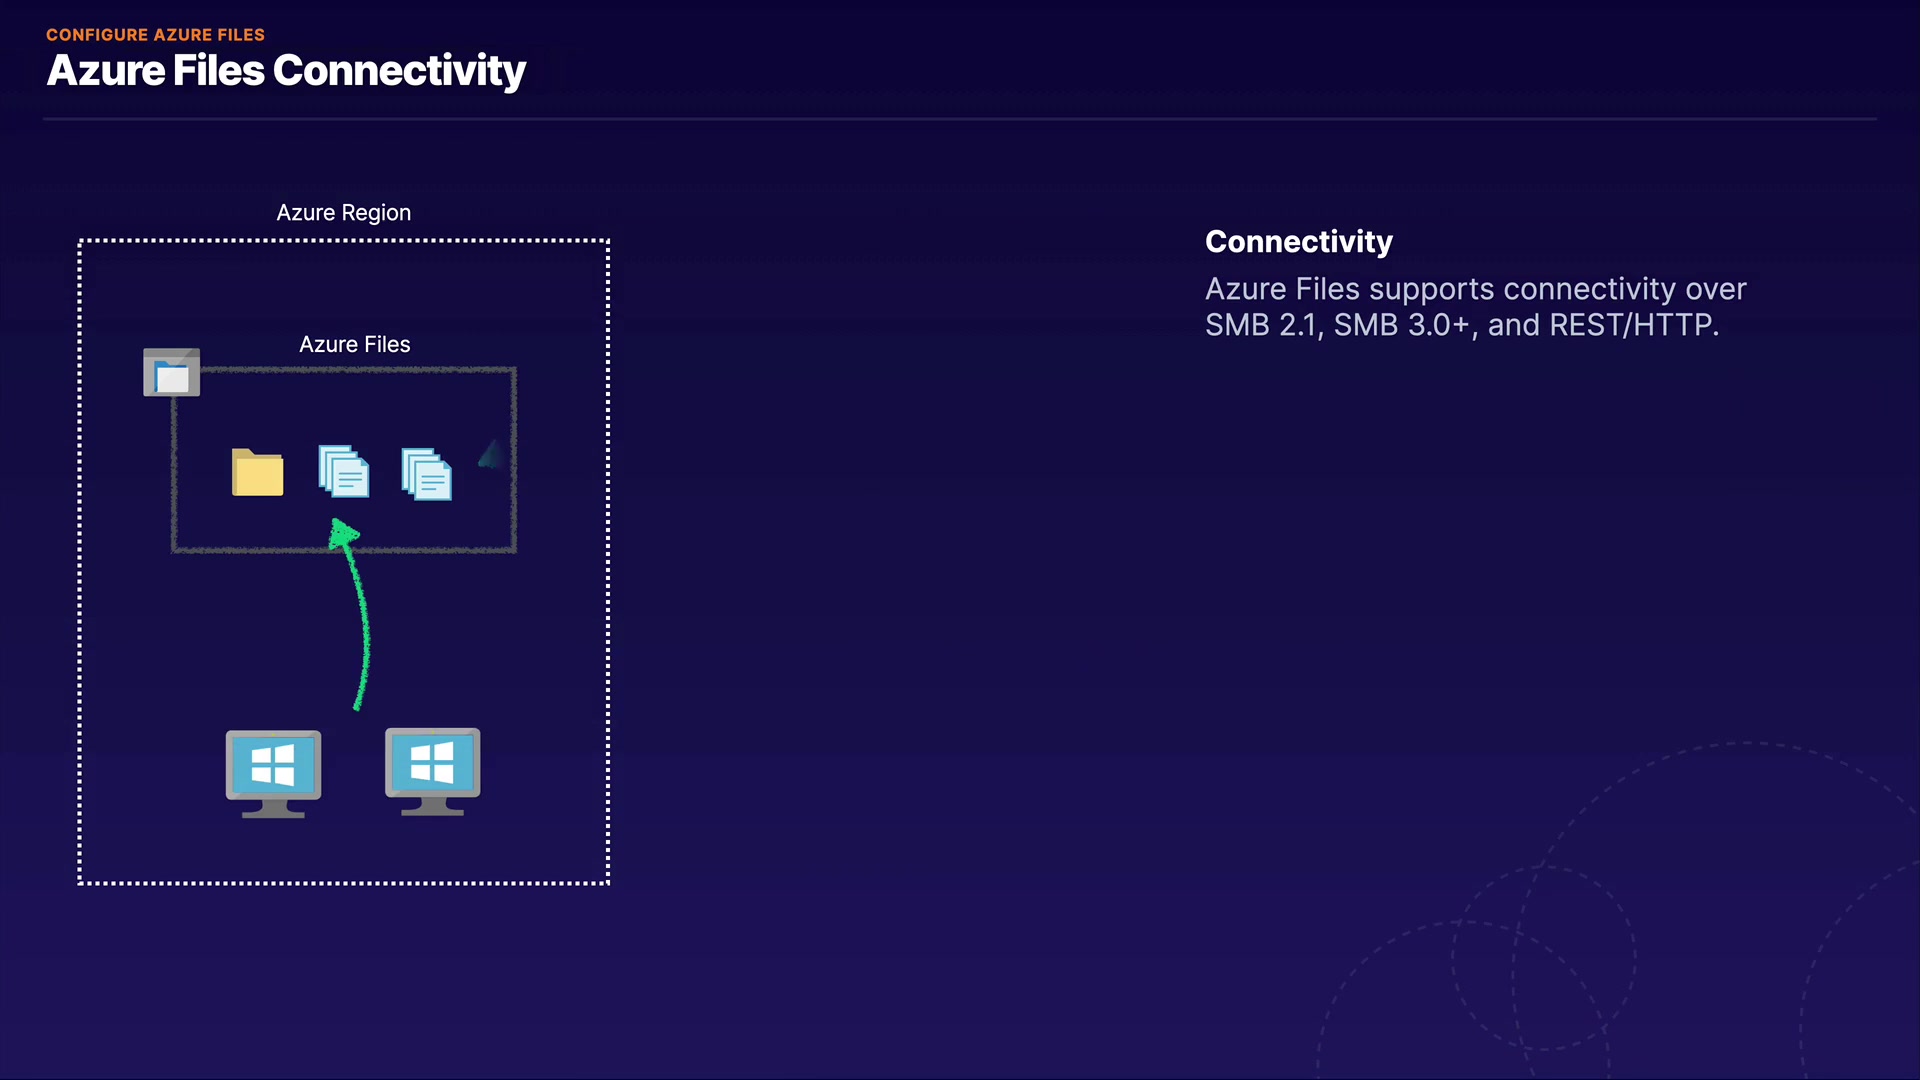 CONFIGURE AZURE FILES
Azure Files Connectivity
Azure Region
Azure Files
Connectivity
Azure Files supports connectivity over
SMB 2.1, SMB 3.0+, and REST/HTTP.